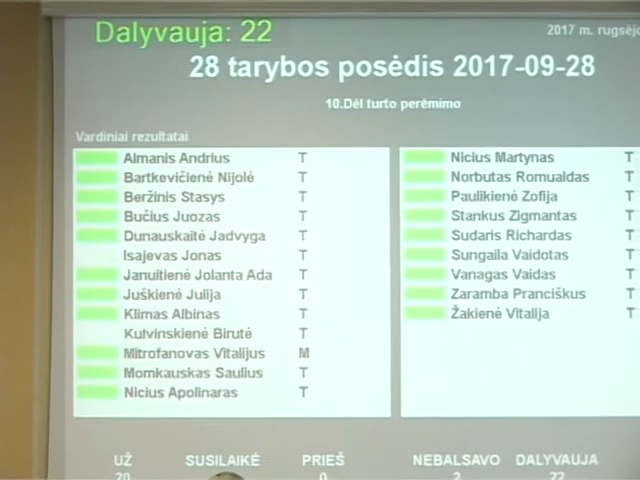 Dalyvauja: 22
2017 m. rugsėjo
28 tarybos posėdis 2017-09-28
10.Dėl turto perėmimo
Vardiniai rezultatai
Almanis Andrius T
Bartkevičienė Nijolė T
Beržinis Stasys T
Bučius Juozas T
Dunauskaitė Jadvyga T
Isajevas Jonas T
Januitienė Jolanta Ada T
Juškienė Julija T
Klimas Albinas T
Kulvinskienė Birutė T
Mitrofanovas Vitalijus M
Momkauskas Saulius T
Nicius Apolinaras T
Nicius Martynas T
Norbutas Romualdas T
Paulikienė Zofija T
Stankus Zigmantas T
Sudaris Richardas T
Sungaila Vaidotas T
Vanagas Vaidas T
Zaramba Pranciškus T
Žakienė Vitalija T
UŽ SUSILAIKĖ PRIEŠ NEBALSAVO DALYVAUJA
20 0 2 22